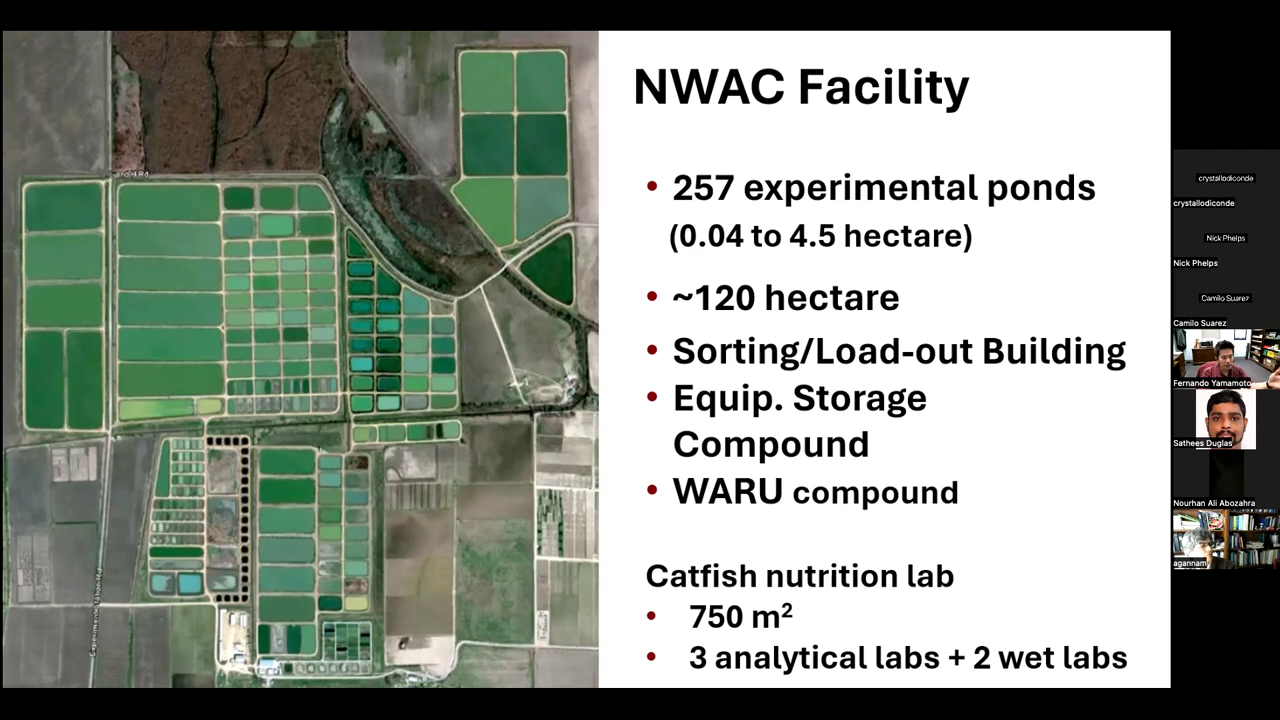 NWAC Facility
• 257 experimental ponds
(0.04 to 4.5 hectare)
• ~120 hectare
• Sorting/Load-out Building
• Equip. Storage
Compound
• WARU compound
Catfish nutrition lab
• 750 m²
• 3 analytical labs + 2 wet labs
crystallodiconde
crystallodiconde
Nick Phelps
Nick Phelps
Camilo Suarez
Camilo Suarez
Fernando Yamamoto
Sathees Duglas
Nourhan Ali Abozahra
agannam